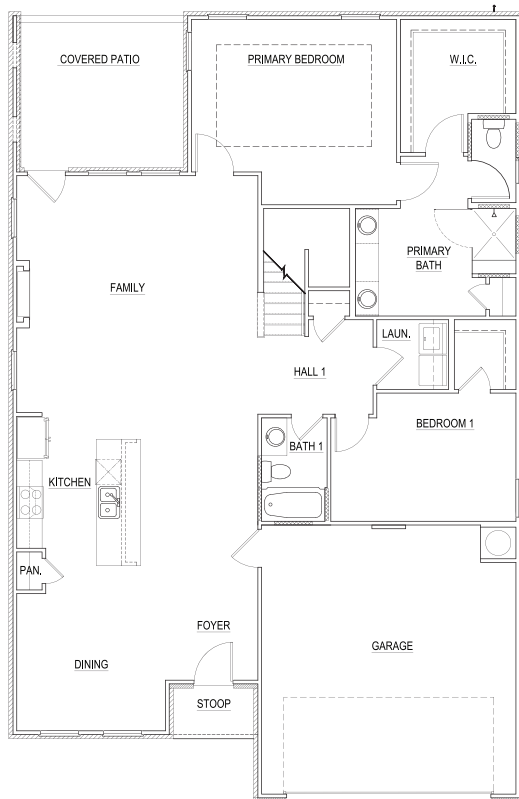 COVERED PATIO
PRIMARY BEDROOM
W.I.C.
PRIMARY
BATH
FAMILY
LAUN.
HALL 1
BEDROOM 1
BATH 1
KITCHEN
PAN.
FOYER
GARAGE
DINING
STOOP